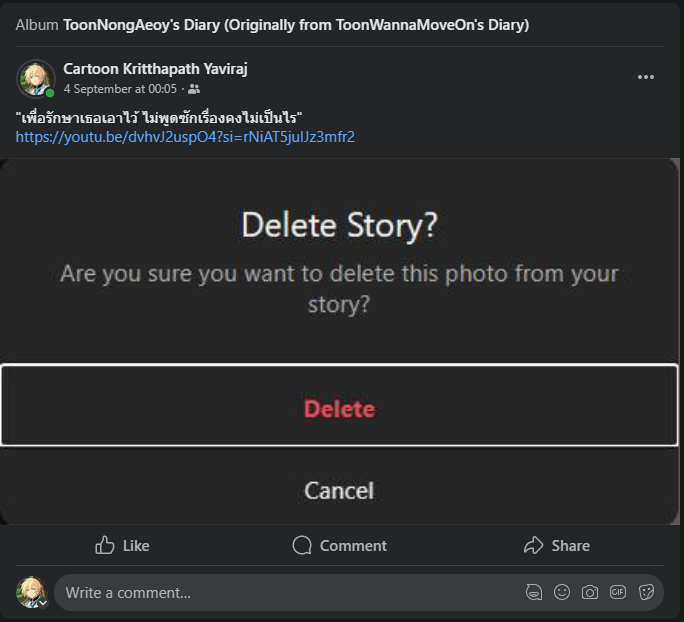 Album ToonNongAeoy's Diary (Originally from ToonWannaMoveOn's Diary)
Cartoon Kritthapath Yaviraj
4 September at 00:05 ·
"เพื่อรักษาเธอเอาไว้ ไม่พูดซักเรื่องคงไม่เป็นไร"
https://youtu.be/dvhvJ2uspO4?si=rNiAT5julJz3mfr2
Delete Story?
Are you sure you want to delete this photo from your
story?
Delete
Cancel
Like Comment Share
Write a comment...
GIF